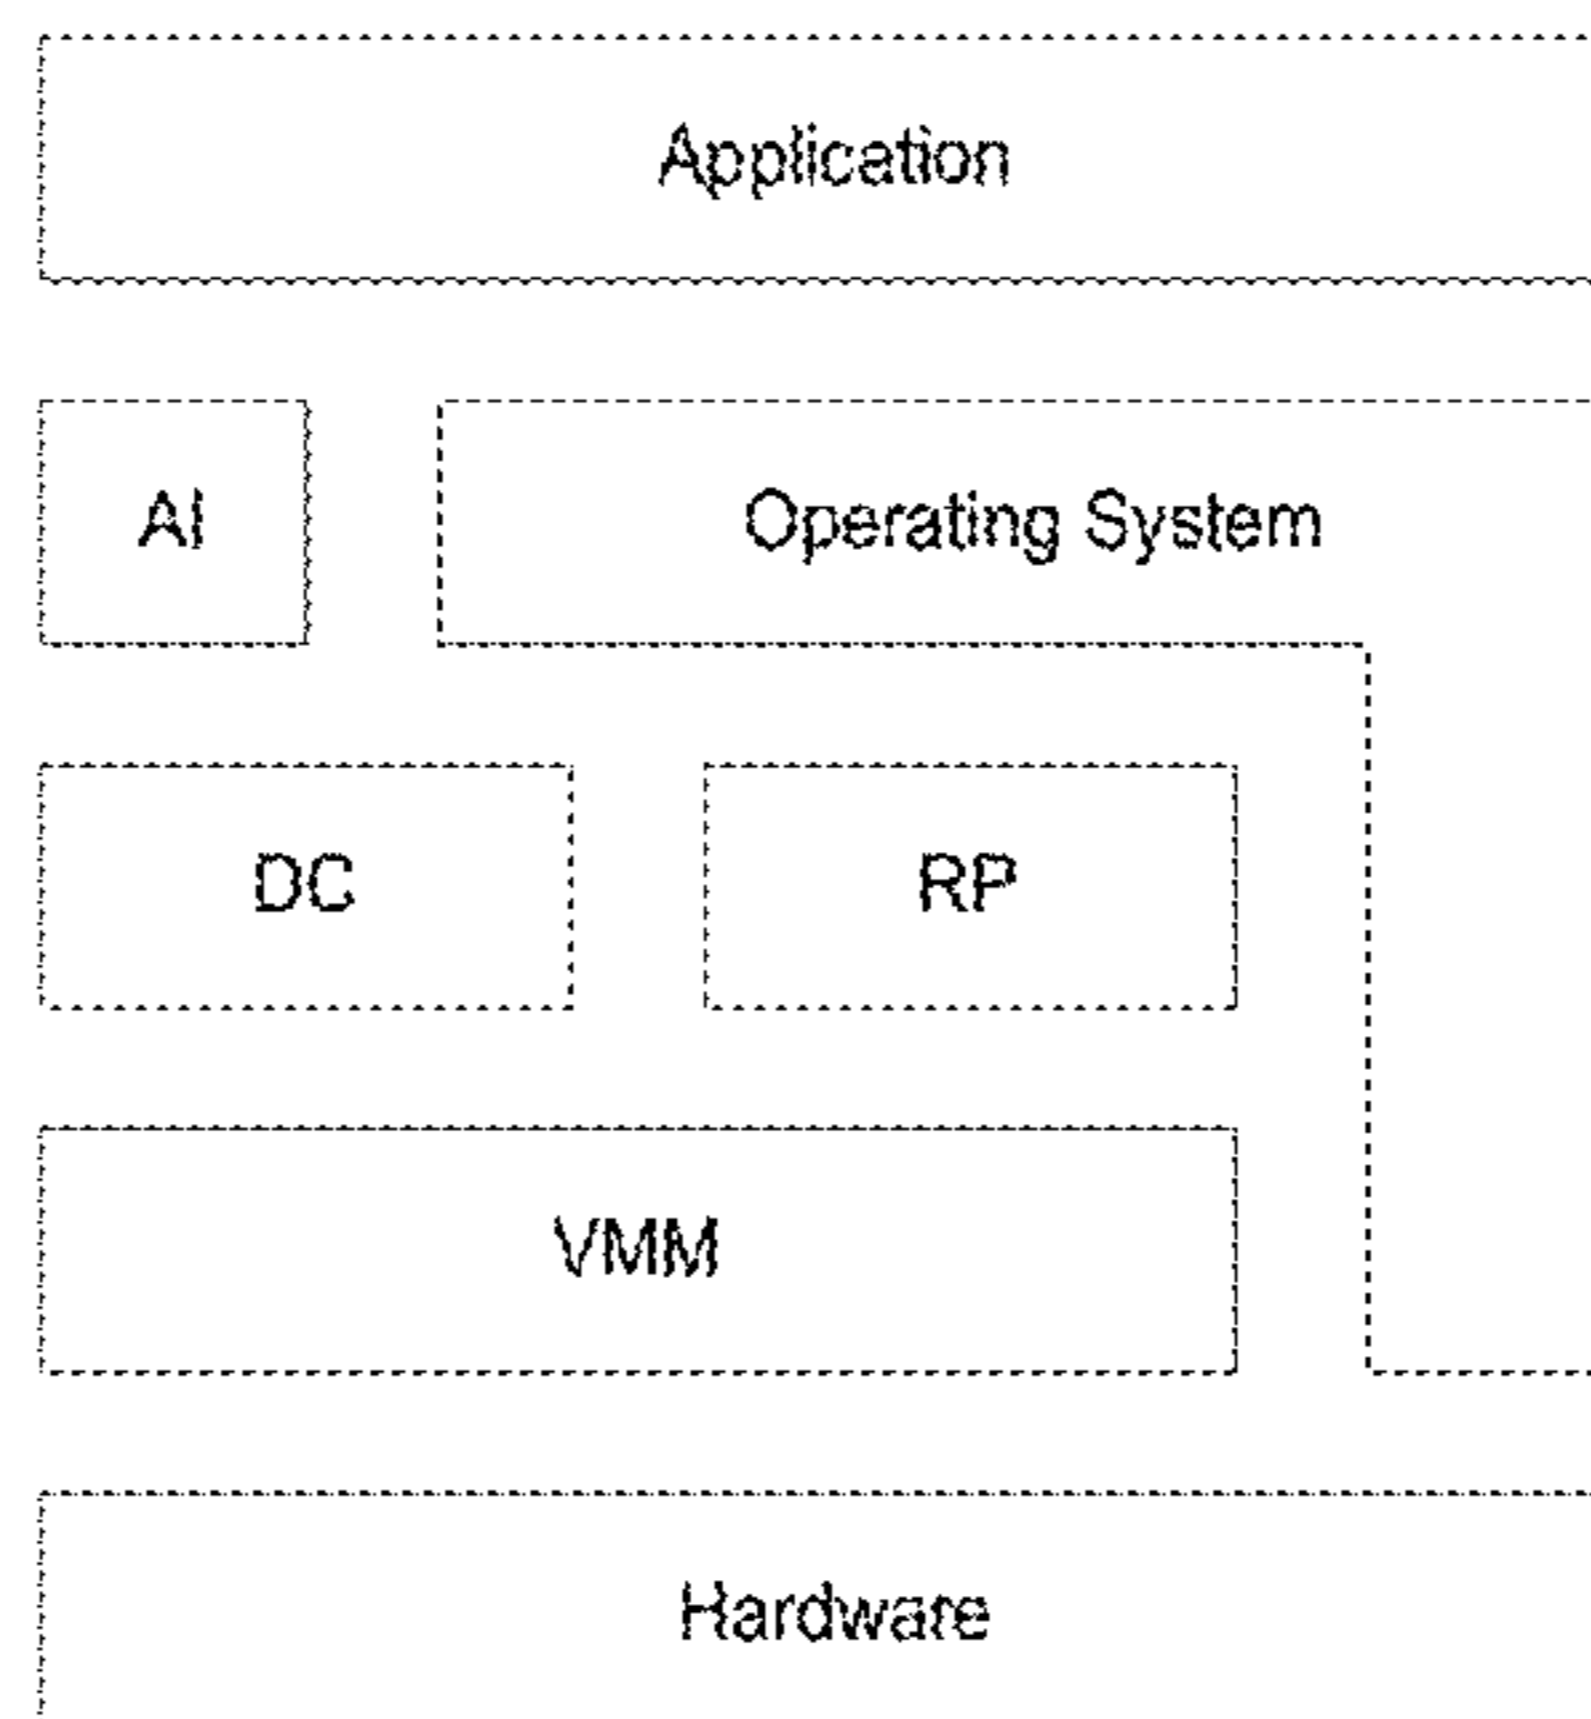 Application
AI
Operating System
DC
RP
VMM
Hardware